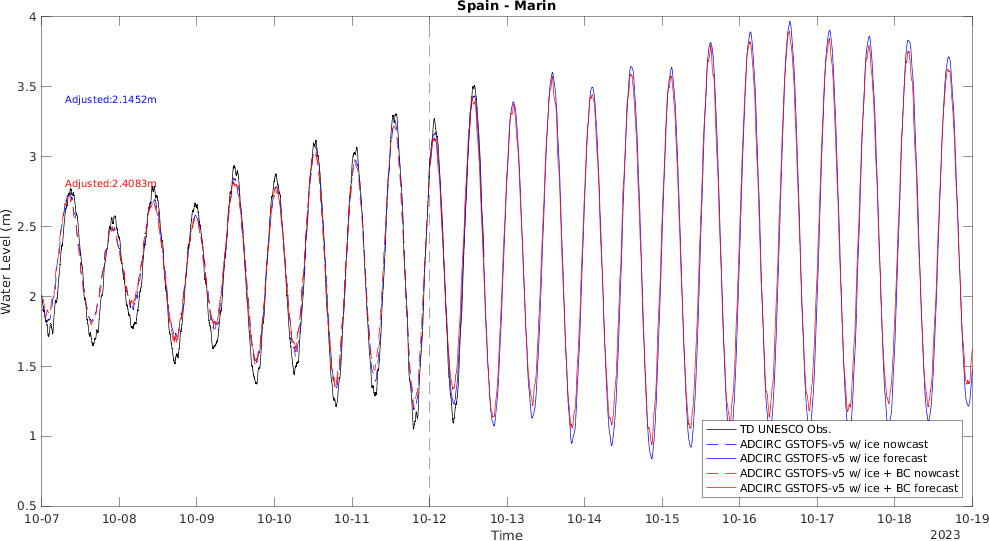 Spain - Marin
4
3.5
3
2.5
2
1.5
1
0.5
Water Level (m)
Adjusted:2.1452m
Adjusted:2.4083m
TD UNESCO Obs.
ADCIRC GSTOFS-v5 w/ ice nowcast
ADCIRC GSTOFS-v5 w/ ice forecast
ADCIRC GSTOFS-v5 w/ ice + BC nowcast
ADCIRC GSTOFS-v5 w/ ice + BC forecast
10-07 10-08 10-09 10-10 10-11 10-12 10-13 10-14 10-15 10-16 10-17 10-18 10-19
Time
2023